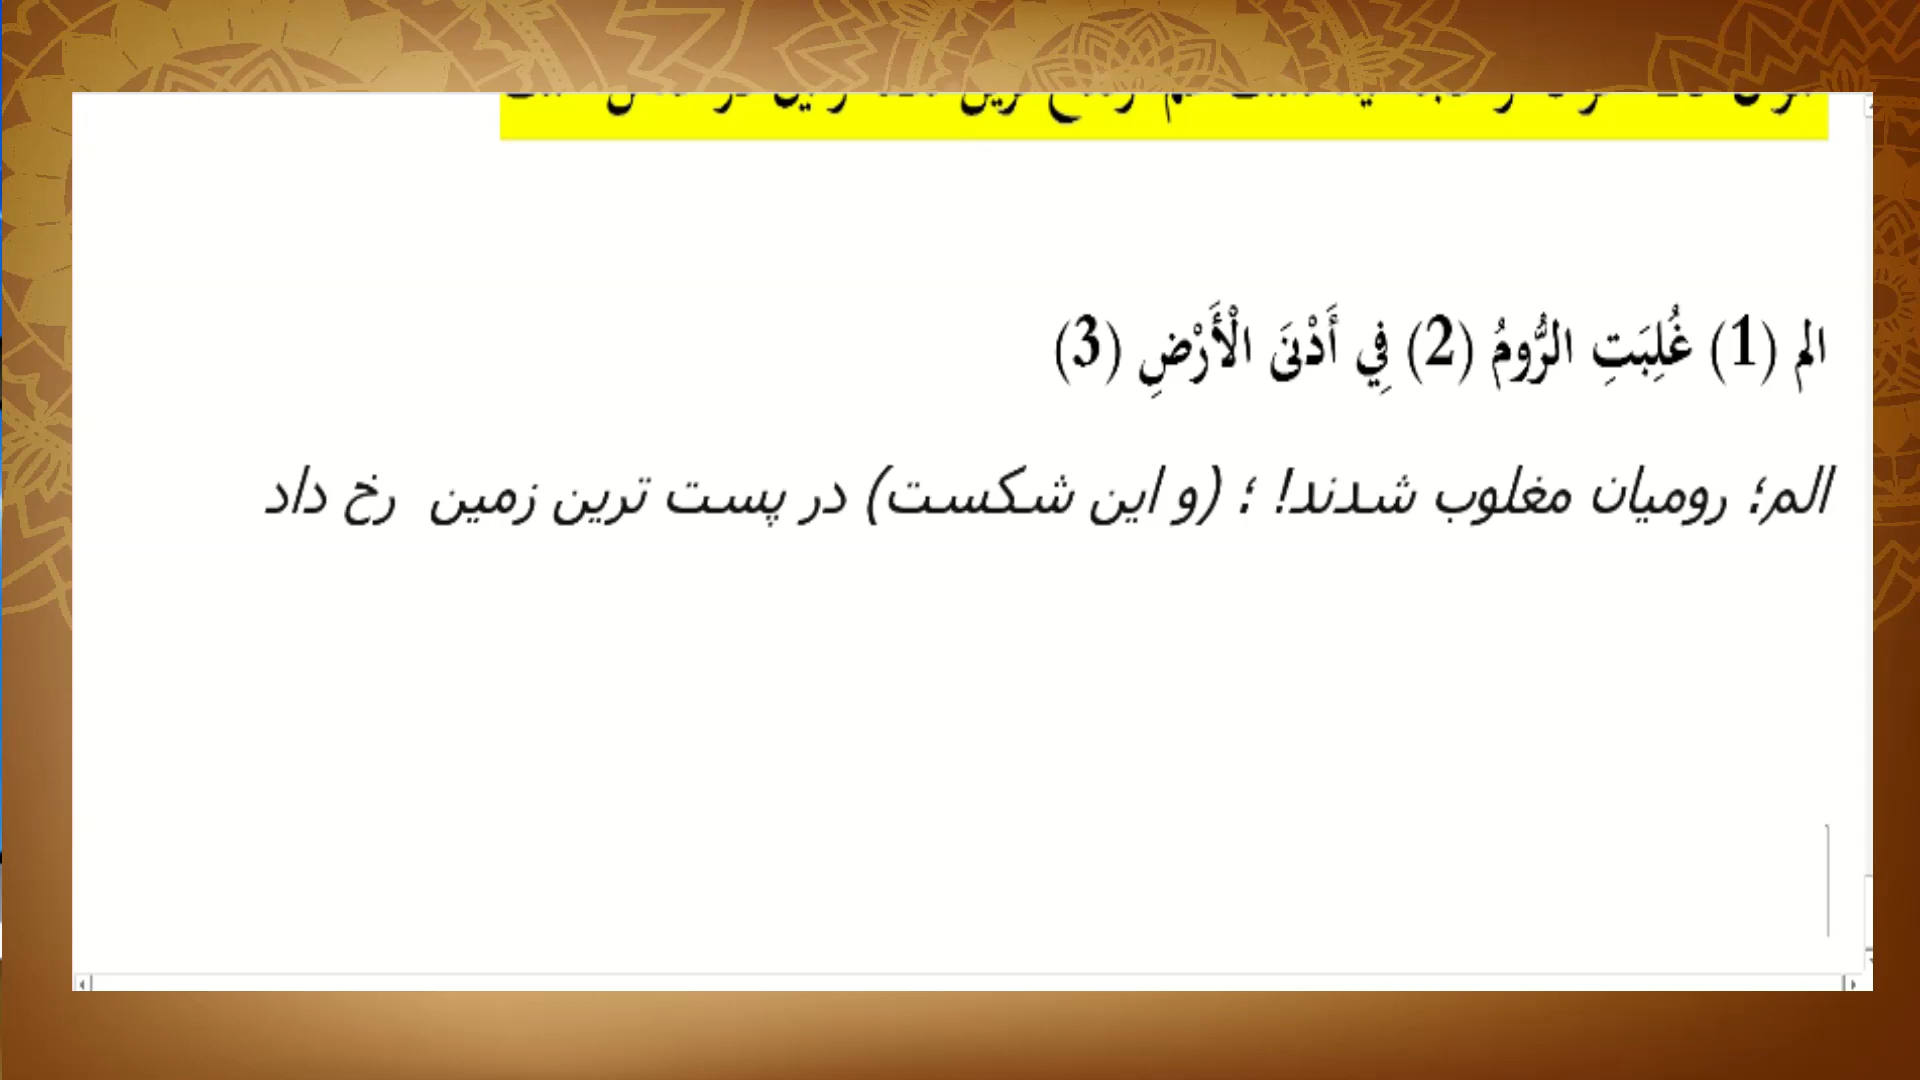 الم (1) غُلِبَتِ الرُّومُ (2) فِي أَدْنَى الْأَرْضِ (3)
الم؛ رومیان مغلوب شدند! ؛ (و این شکست) در پست ترین زمین رخ داد